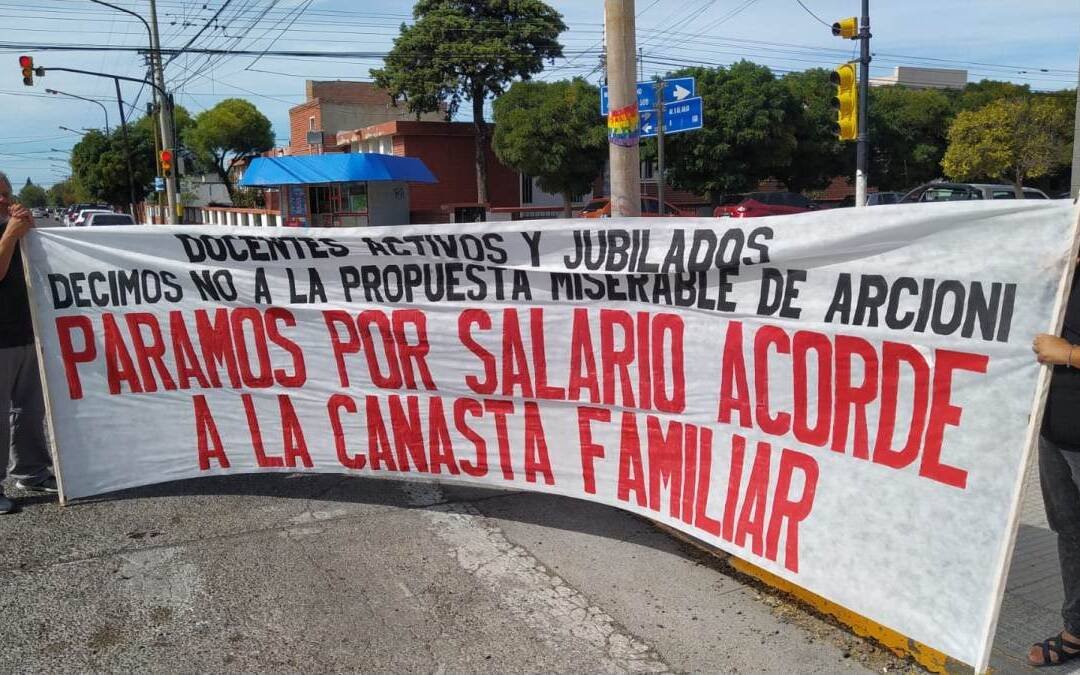 DOCENTES ACTIVOS Y JUBILADOS
DECIMOS NO A LA PROPUESTA MISERABLE DE ARCIONI
PARAMOS POR SALARIO ACORDE
A LA CANASTA FAMILIAR